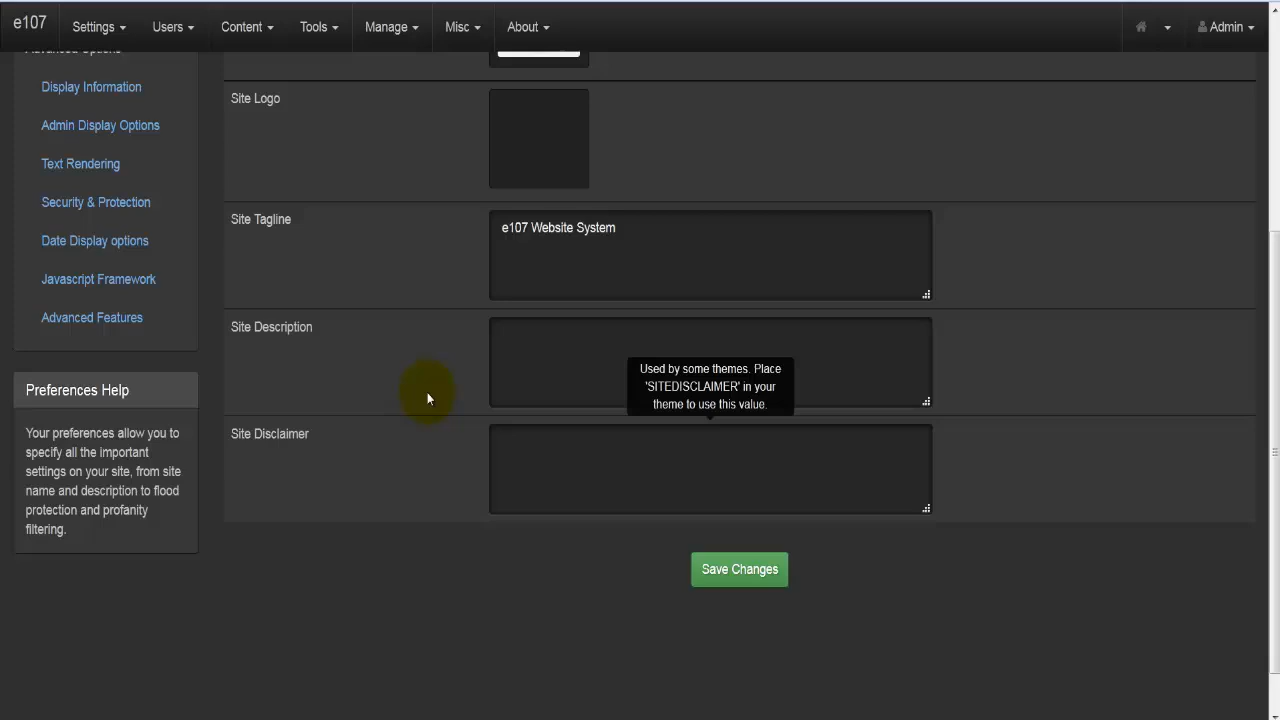 e107
Settings
Users
Content
Tools
Manage
Misc
About
Admin
Advanced Options
Display Information
Admin Display Options
Text Rendering
Security & Protection
Date Display options
Javascript Framework
Advanced Features
Preferences Help
Your preferences allow you to
specify all the important
settings on your site, from site
name and description to flood
protection and profanity
filtering.
Site Logo
Site Tagline
e107 Website System
Site Description
Used by some themes. Place
'SITEDISCLAIMER' in your
theme to use this value.
Site Disclaimer
Save Changes